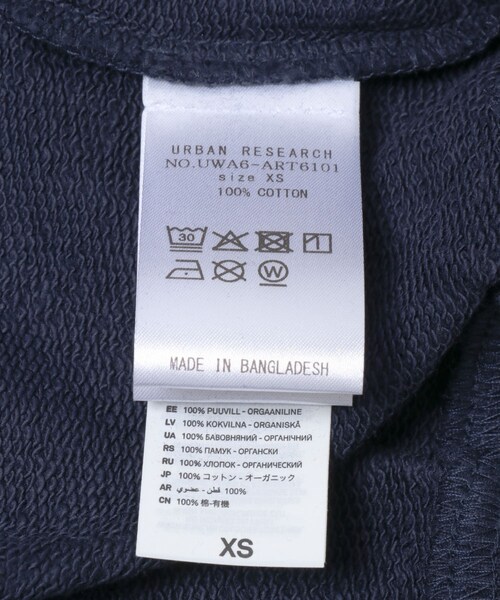 URBAN RESEARCH
NO.UWA6-ART6101
size XS
100% COTTON
30
W
MADE IN BANGLADESH
EE 100% PUUVILL - ORGAANILINE
LV 100% KOKVILNA - ORGANISKĀ
UA 100% БАВОВНЯНИЙ - ОРГАНІЧНИЙ
RS 100% ПАМУК - ОРГАНСКИ
RU 100% ХЛОПОК - ОРГАНИЧЕСКИЙ
JP 100% コットン - オーガニック
AR 100% قطن - عضوي
CN 100% 棉-有機
XS